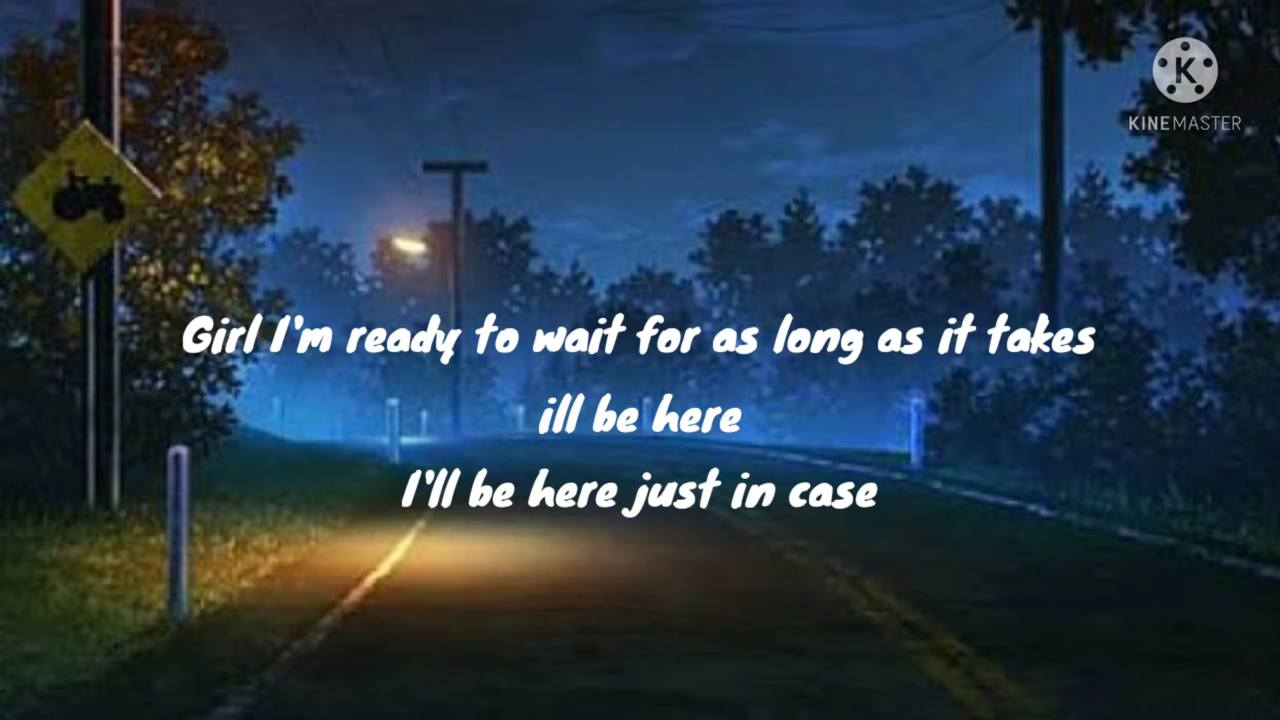 KINEMASTER
Girl I'm ready to wait for as long as it takes
ill be here
I'll be here just in case